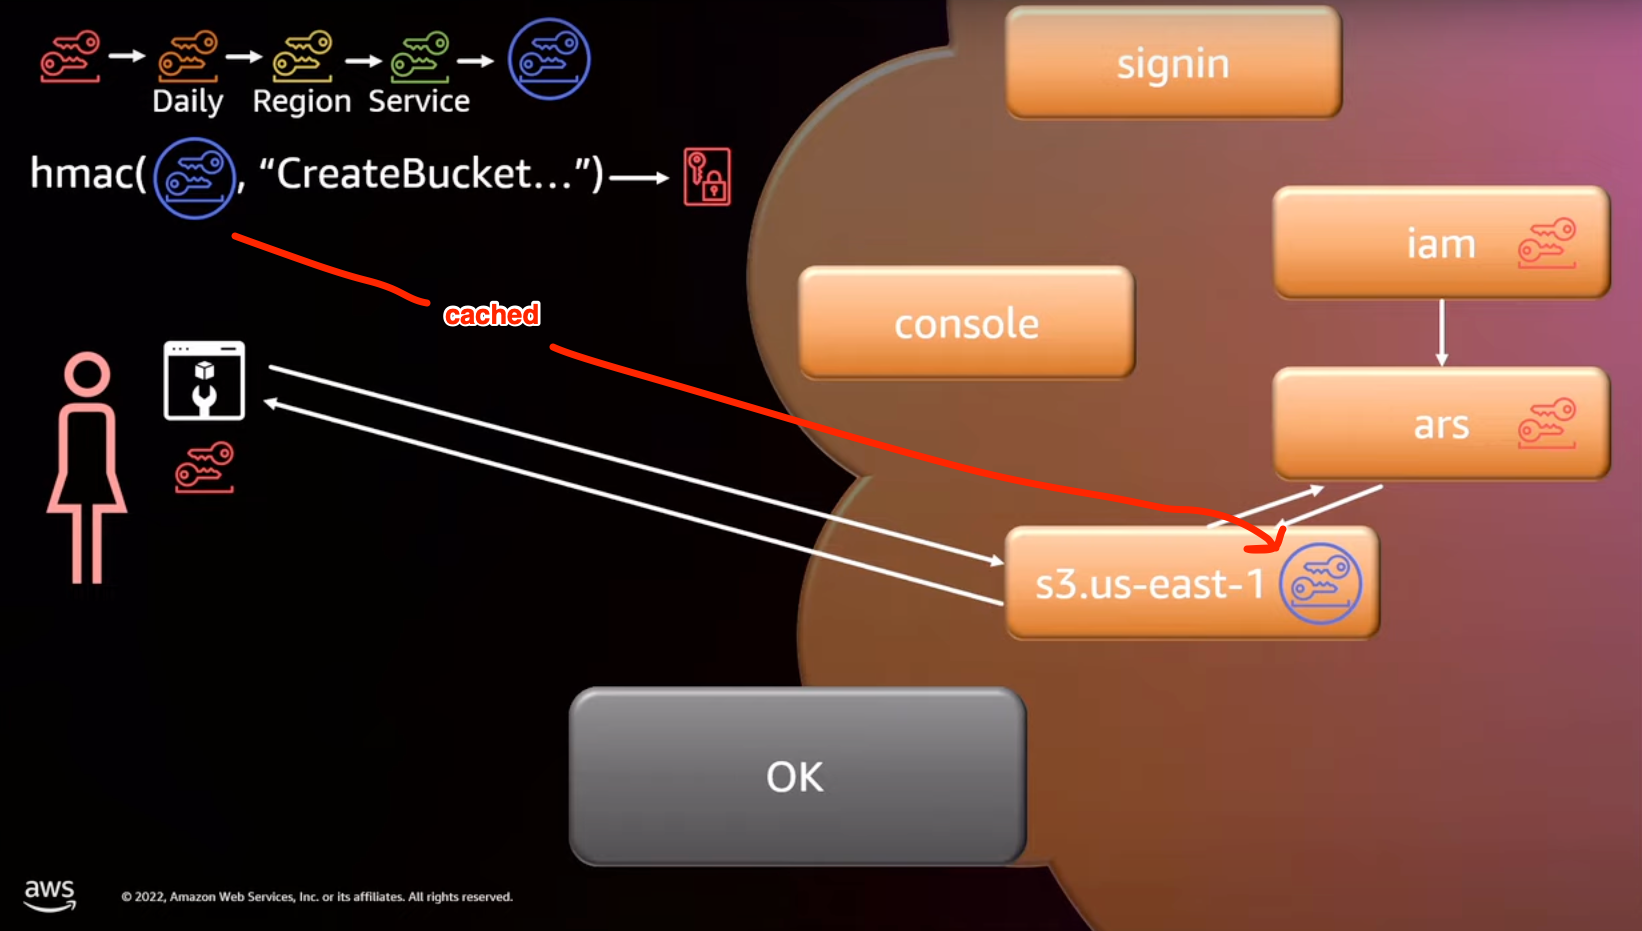 signin
Daily Region Service
hmac( , “CreateBucket...”)
iam
cached
console
ars
s3.us-east-1
OK
aws
© 2022, Amazon Web Services, Inc. or its affiliates. All rights reserved.